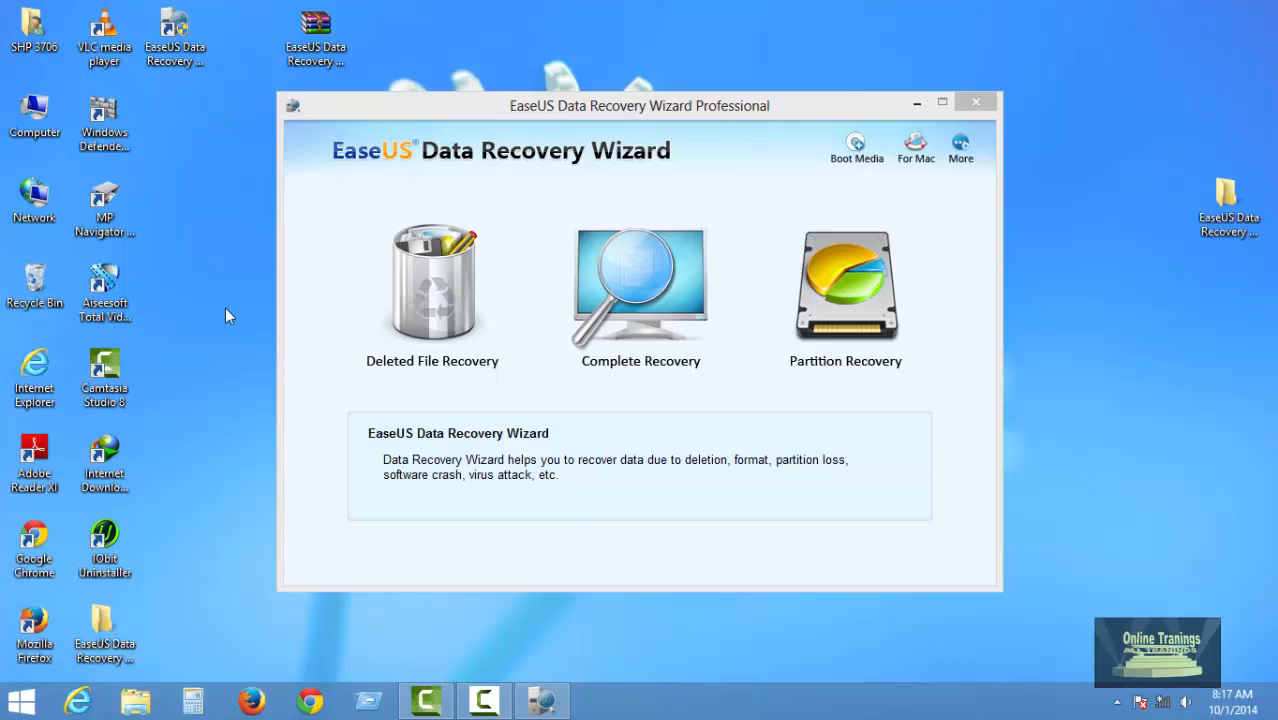 SHP 3706
VLC media
player
EaseUS Data
Recovery ...
EaseUS Data
Recovery ...
Computer
Windows
Defende...
Network
MP
Navigator ...
Recycle Bin
Aiseesoft
Total Vid...
Internet
Explorer
Camtasia
Studio 8
Adobe
Reader XI
Internet
Downlo...
Google
Chrome
IObit
Uninstaller
Mozilla
Firefox
EaseUS Data
Recovery ...
EaseUS Data Recovery Wizard Professional
EaseUS® Data Recovery Wizard
Boot Media
For Mac
More
Deleted File Recovery
Complete Recovery
Partition Recovery
EaseUS Data Recovery Wizard
Data Recovery Wizard helps you to recover data due to deletion, format, partition loss,
software crash, virus attack, etc.
EaseUS Data
Recovery ...
Online Tranings
ALL TRANINGS
8:17 AM
10/1/2014